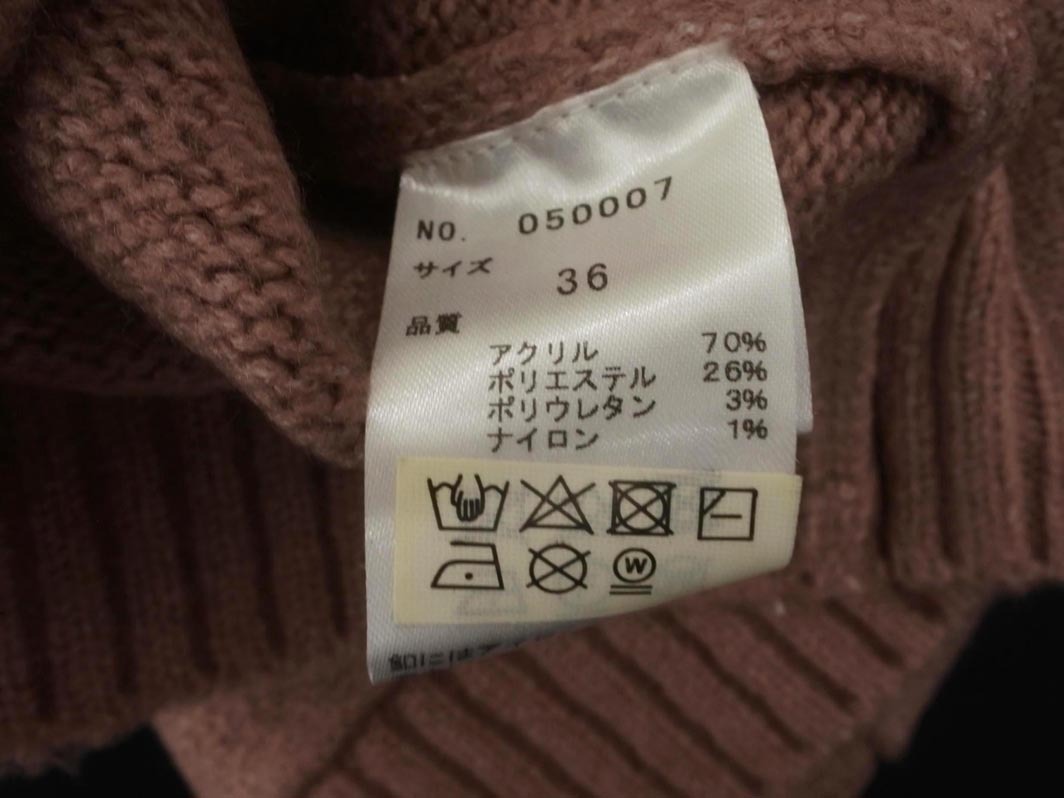 NO. 050007
サイズ 36
品質
アクリル 70%
ポリエステル 26%
ポリウレタン 3%
ナイロン 1%
W